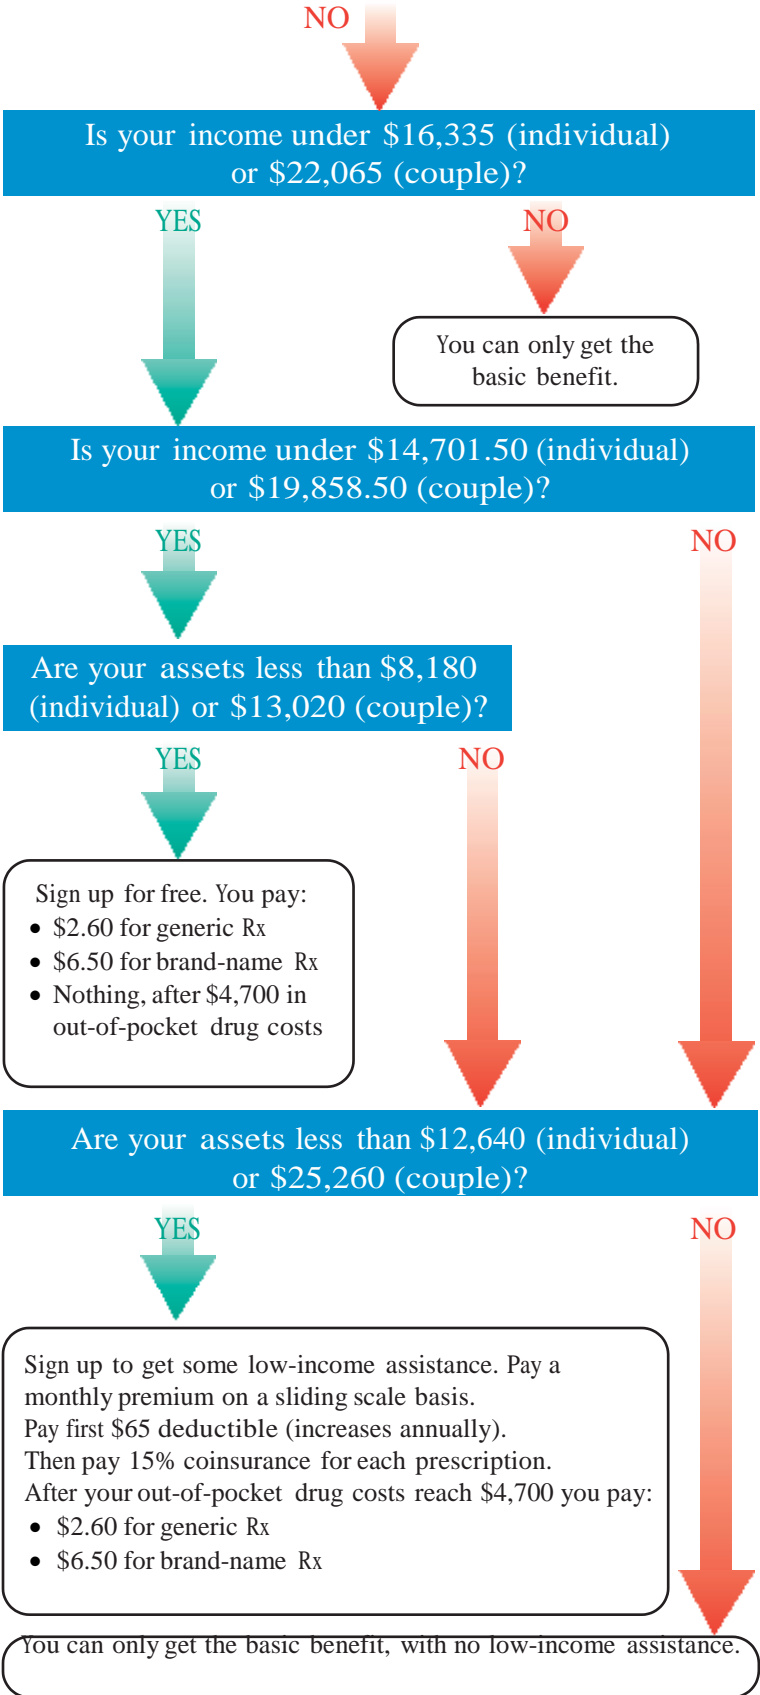 NO
Is your income under $16,335 (individual)
or $22,065 (couple)?
YES
NO
You can only get the
basic benefit.
Is your income under $14,701.50 (individual)
or $19,858.50 (couple)?
YES
NO
Are your assets less than $8,180
(individual) or $13,020 (couple)?
YES
NO
Sign up for free. You pay:
• $2.60 for generic Rx
• $6.50 for brand-name Rx
• Nothing, after $4,700 in
out-of-pocket drug costs
Are your assets less than $12,640 (individual)
or $25,260 (couple)?
YES
NO
Sign up to get some low-income assistance. Pay a
monthly premium on a sliding scale basis.
Pay first $65 deductible (increases annually).
Then pay 15% coinsurance for each prescription.
After your out-of-pocket drug costs reach $4,700 you pay:
• $2.60 for generic Rx
• $6.50 for brand-name Rx
You can only get the basic benefit, with no low-income assistance.